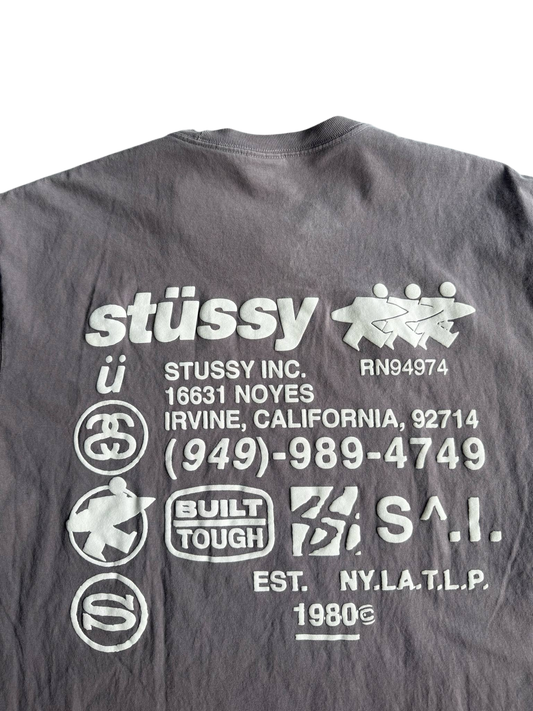 stüssy
ü STUSSY INC. RN94974
16631 NOYES
IRVINE, CALIFORNIA, 92714
(949)-989-4749
BUILT
TOUGH
S^.I.
EST. NY.L.A.T.L.P.
S 1980©